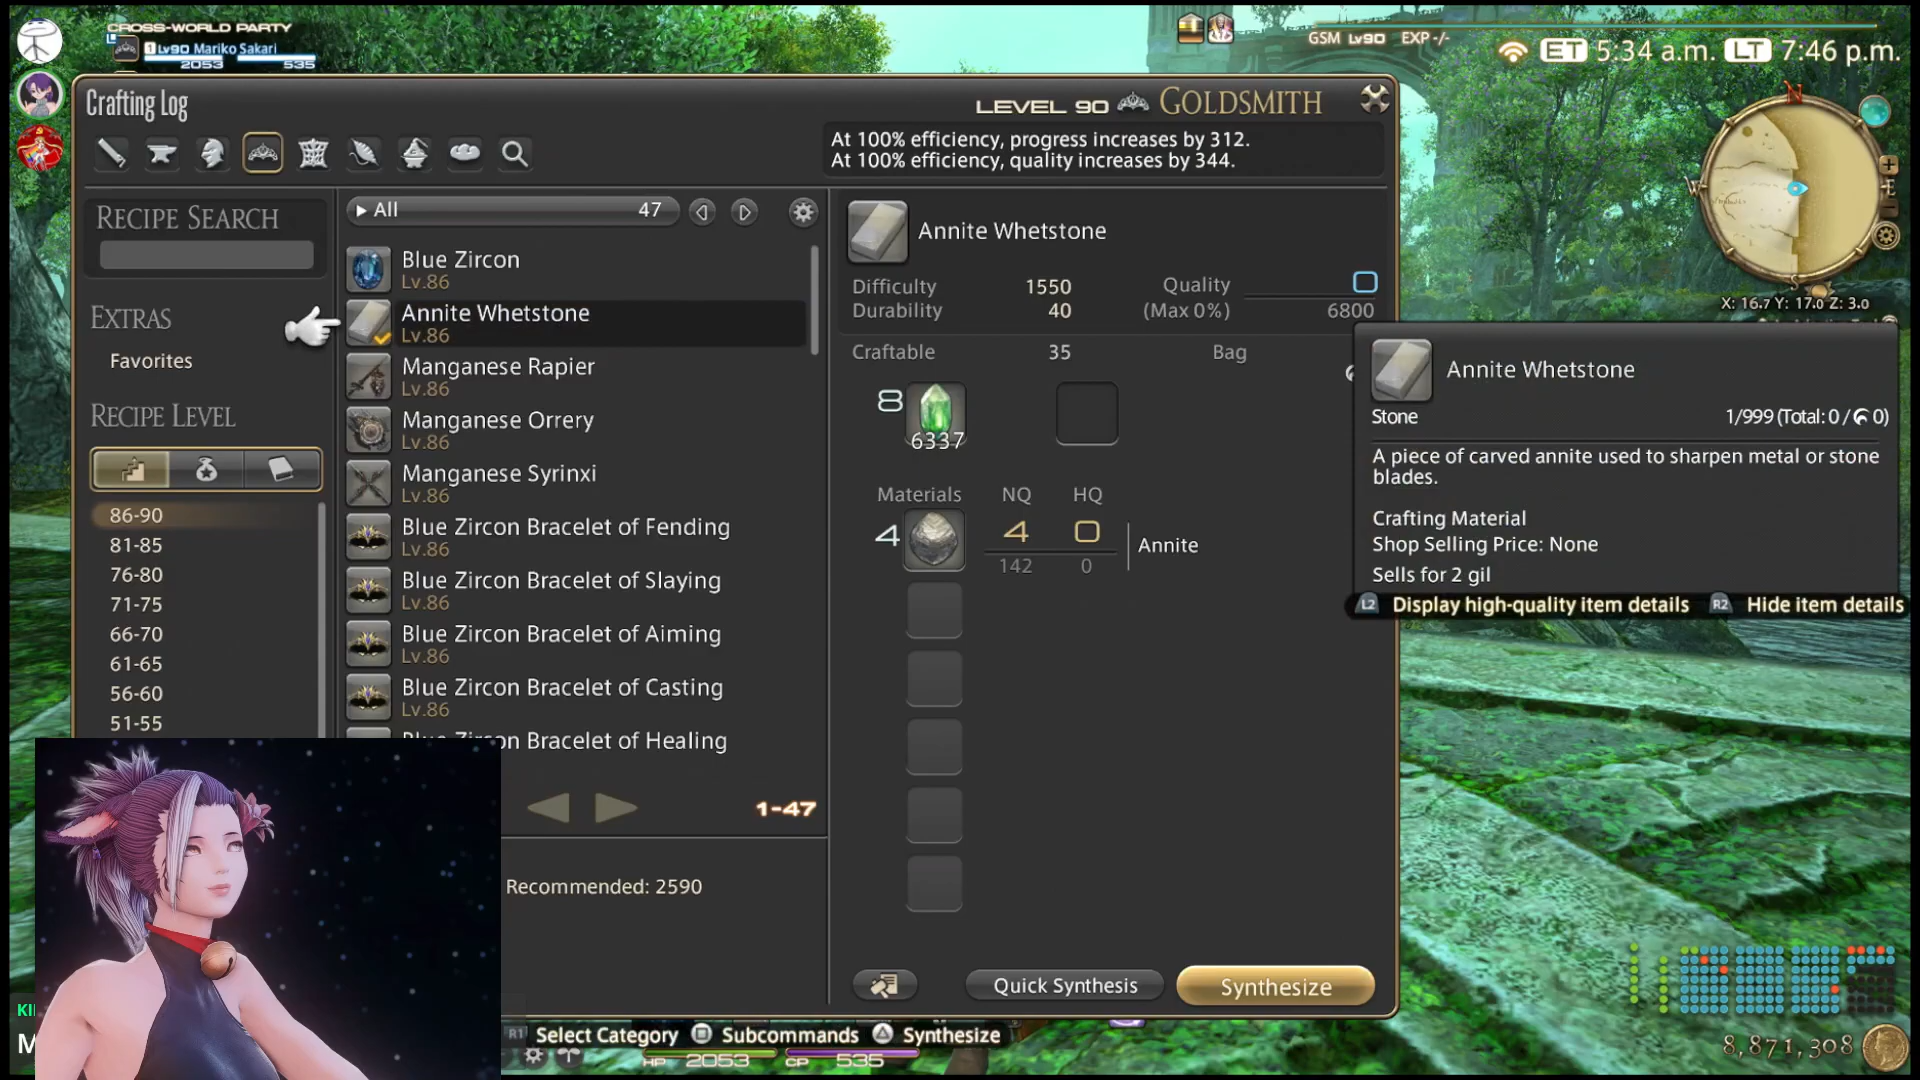 CROSS-WORLD PARTY
1 Lv90 Mariko Sakari
2053 535
GSM Lv90 EXP -/-
ET 5:34 a.m. LT 7:46 p.m.
N
W
E
S
X: 16.7 Y: 17.0 Z: 3.0
Crafting Log
LEVEL 90 GOLDSMITH
At 100% efficiency, progress increases by 312.
At 100% efficiency, quality increases by 344.
RECIPE SEARCH
EXTRAS
Favorites
RECIPE LEVEL
86-90
81-85
76-80
71-75
66-70
61-65
56-60
51-55
All 47
Blue Zircon
Lv.86
Annite Whetstone
Lv.86
Manganese Rapier
Lv.86
Manganese Orrery
Lv.86
Manganese Syrinxi
Lv.86
Blue Zircon Bracelet of Fending
Lv.86
Blue Zircon Bracelet of Slaying
Lv.86
Blue Zircon Bracelet of Aiming
Lv.86
Blue Zircon Bracelet of Casting
Lv.86
Bracelet of Healing
1-47
Recommended: 2590
Annite Whetstone
Difficulty 1550
Durability 40
Quality 0
(Max 0%) 6800
Craftable 35
Bag
8
6337
Materials NQ HQ
4 4 0 Annite
142 0
Quick Synthesis
Synthesize
Annite Whetstone
Stone
1/999 (Total: 0 / 0)
A piece of carved annite used to sharpen metal or stone
blades.
Crafting Material
Shop Selling Price: None
Sells for 2 gil
L2 Display high-quality item details R2 Hide item details
R1 Select Category Subcommands Synthesize
HP 2053 CP 535
8,871,308